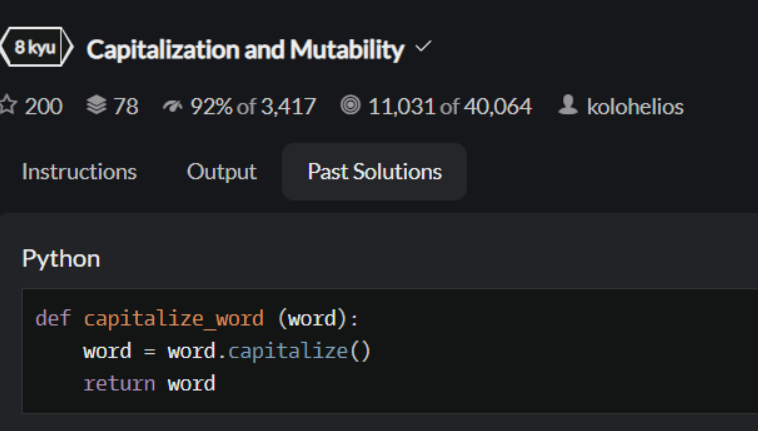 8 kyu Capitalization and Mutability
200 78 92% of 3,417 11,031 of 40,064 kolohelios
Instructions Output Past Solutions
Python
def capitalize_word (word):
    word = word.capitalize()
    return word